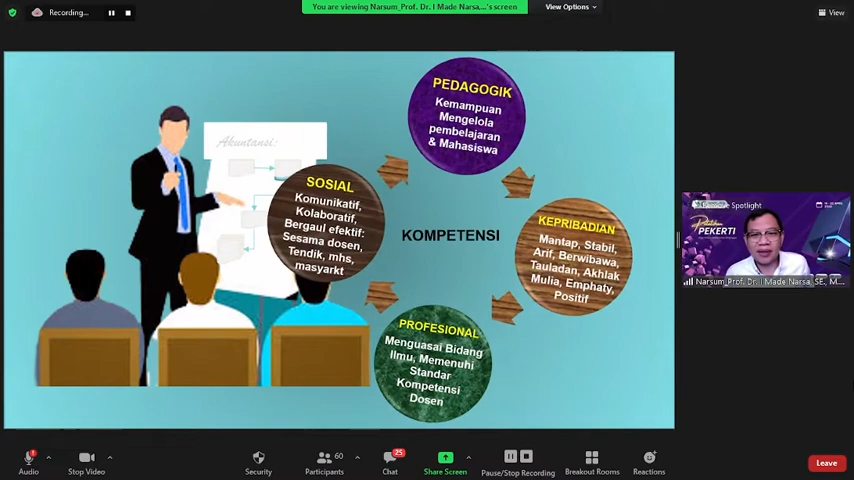 Recording...
You are viewing Narsum_Prof. Dr. I Made Narsa,...'s screen
View Options
View
Akuntansi:
PEDAGOGIK
Kemampuan
Mengelola
pembelajaran
& Mahasiswa
SOSIAL
Komunikatif,
Kolaboratif,
Bergaul efektif:
Sesama dosen,
Tendik, mhs,
masyarkt
KOMPETENSI
KEPRIBADIAN
Mantap, Stabil,
Arif, Berwibawa,
Tauladan, Akhlak
Mulia, Emphaty,
Positif
PROFESIONAL
Menguasai Bidang
Ilmu, Memenuhi
Standar
Kompetensi
Dosen
Spotlight
Pelatihan
PEKERTI
Narsum_Prof. Dr. I Made Narsa, SE., M....
Audio
Stop Video
Security
60
Participants
25
Chat
Share Screen
Pause/Stop Recording
Breakout Rooms
Reactions
Leave